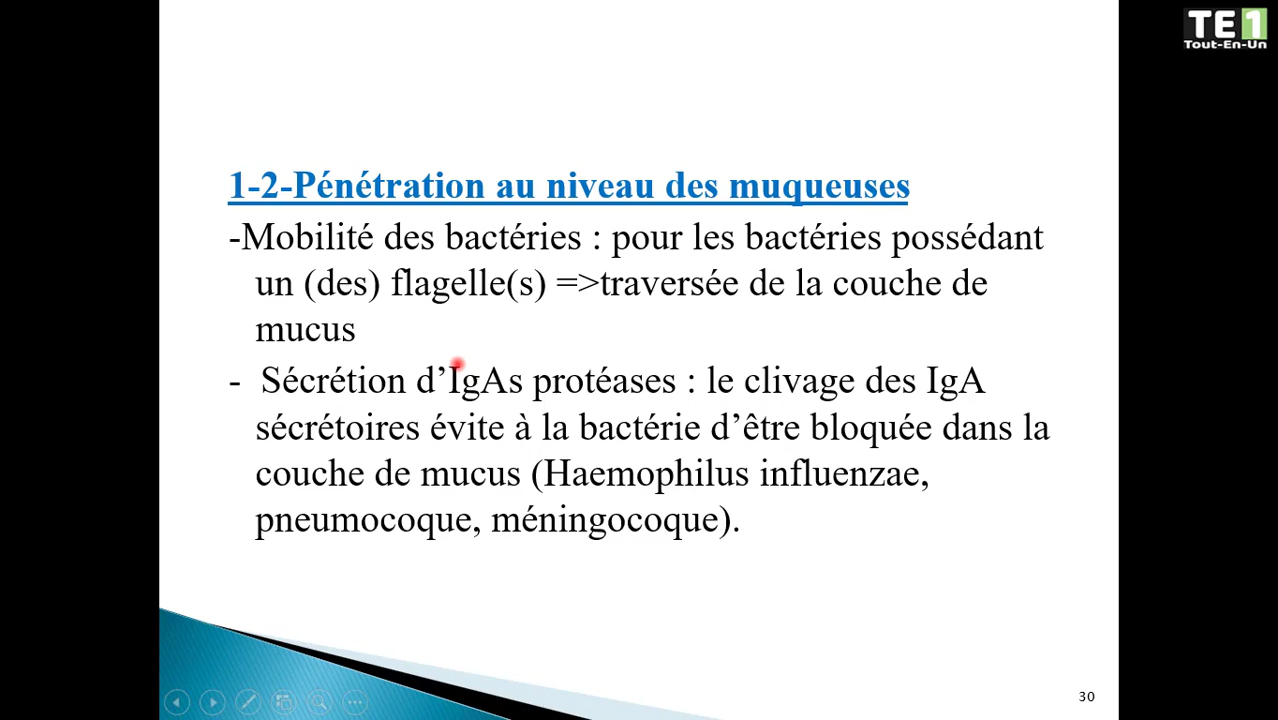 TE1
Tout-En-Un
1-2-Pénétration au niveau des muqueuses
-Mobilité des bactéries : pour les bactéries possédant
un (des) flagelle(s) =>traversée de la couche de
mucus
- Sécrétion d’IgAs protéases : le clivage des IgA
sécrétoires évite à la bactérie d’être bloquée dans la
couche de mucus (Haemophilus influenzae,
pneumocoque, méningocoque).
30